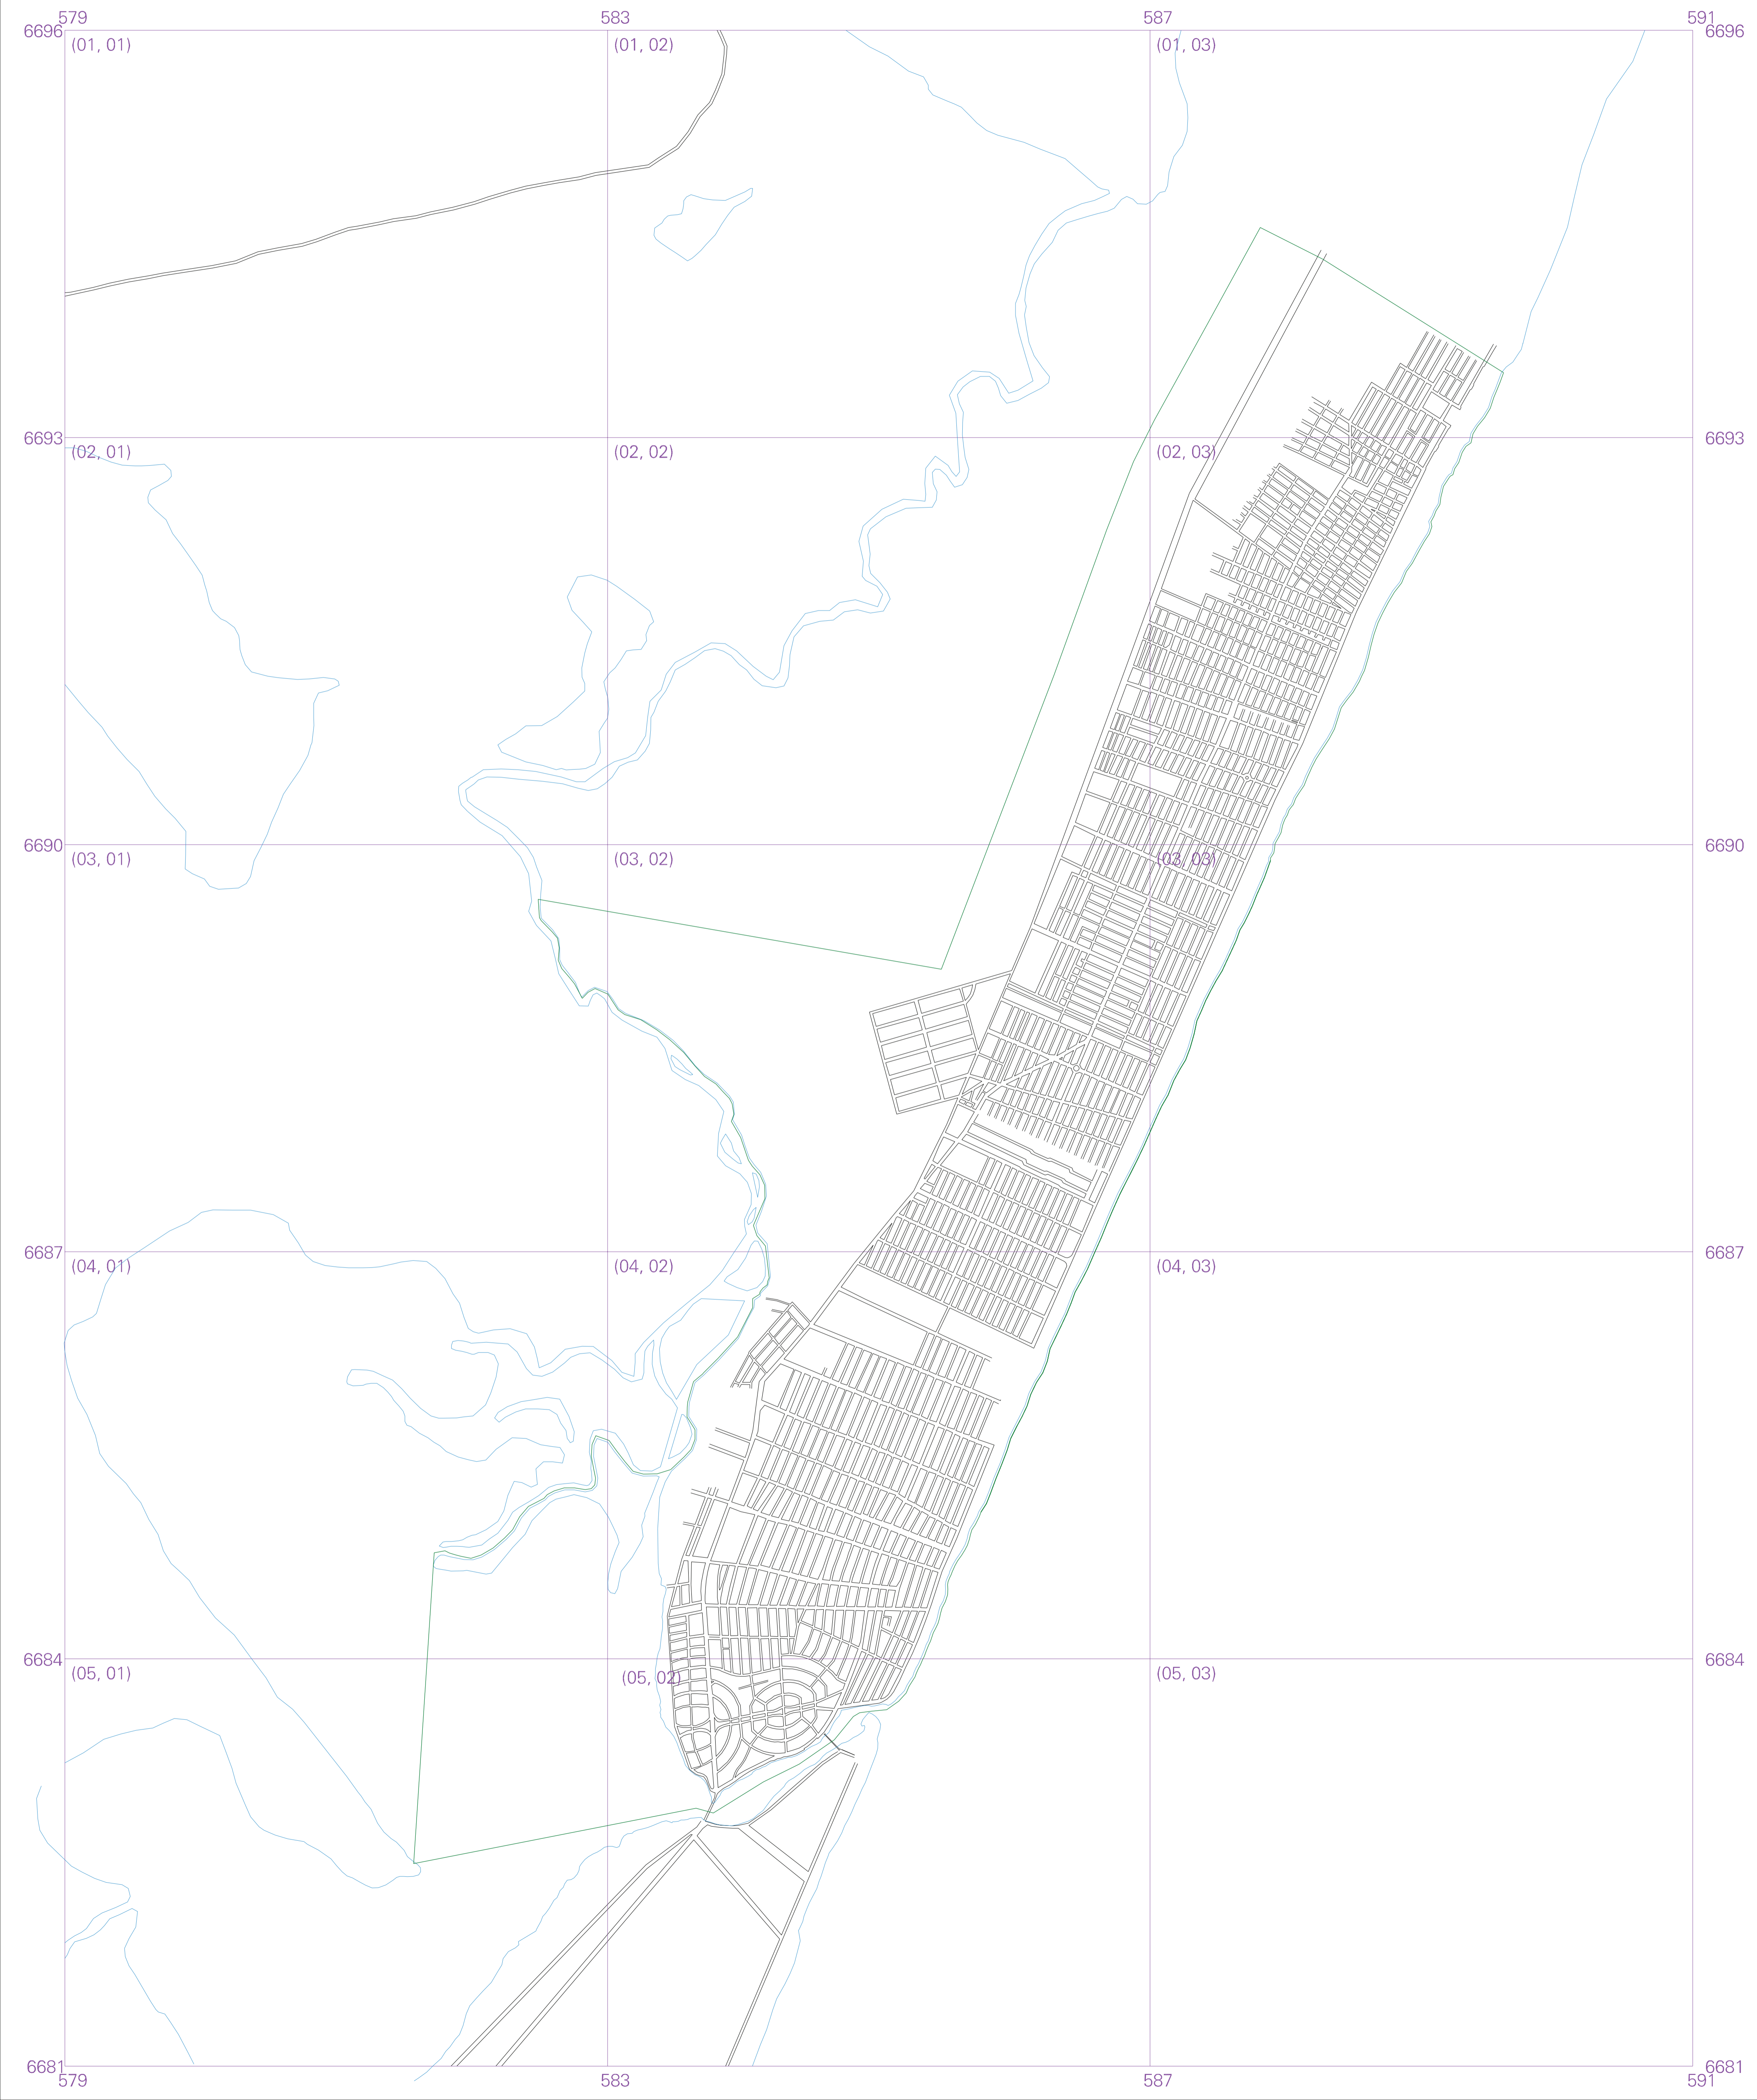 579 583 587 591
6696 6696
(01, 01) (01, 02) (01, 03)
6693 6693
(02, 01) (02, 02) (02, 03)
6690 6690
(03, 01) (03, 02) (03, 03)
6687 6687
(04, 01) (04, 02) (04, 03)
6684 6684
(05, 01) (05, 02) (05, 03)
6681 6681
579 583 587 591